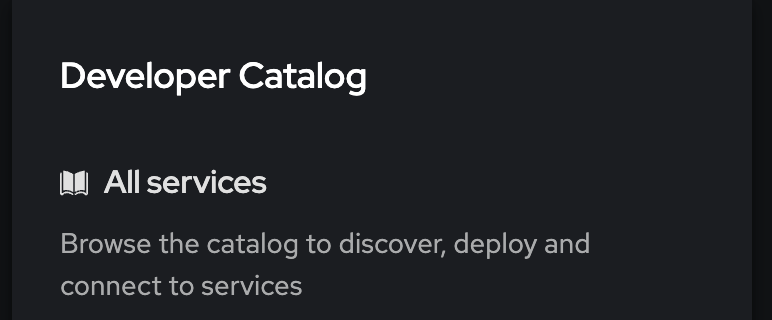 Developer Catalog
All services
Browse the catalog to discover, deploy and
connect to services